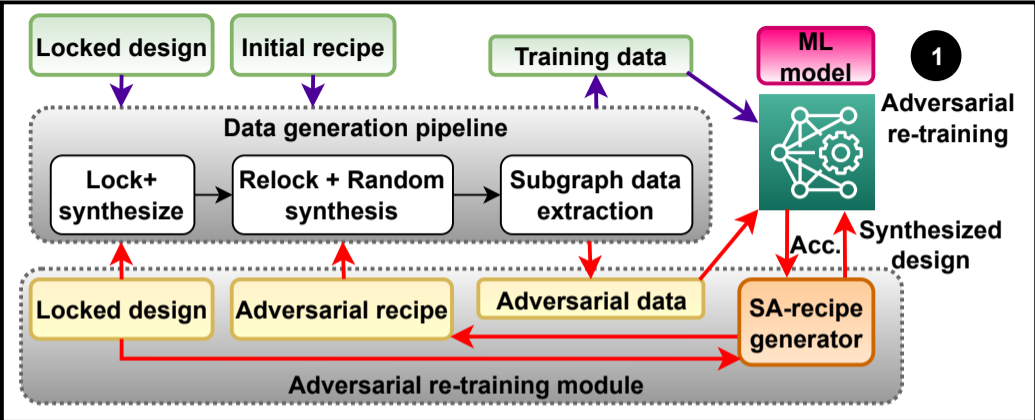 Locked design
Initial recipe
Training data
ML
model
1
Adversarial
re-training
Data generation pipeline
Lock+
synthesize
Relock + Random
synthesis
Subgraph data
extraction
Acc.
Synthesized
design
Locked design
Adversarial recipe
Adversarial data
SA-recipe
generator
Adversarial re-training module